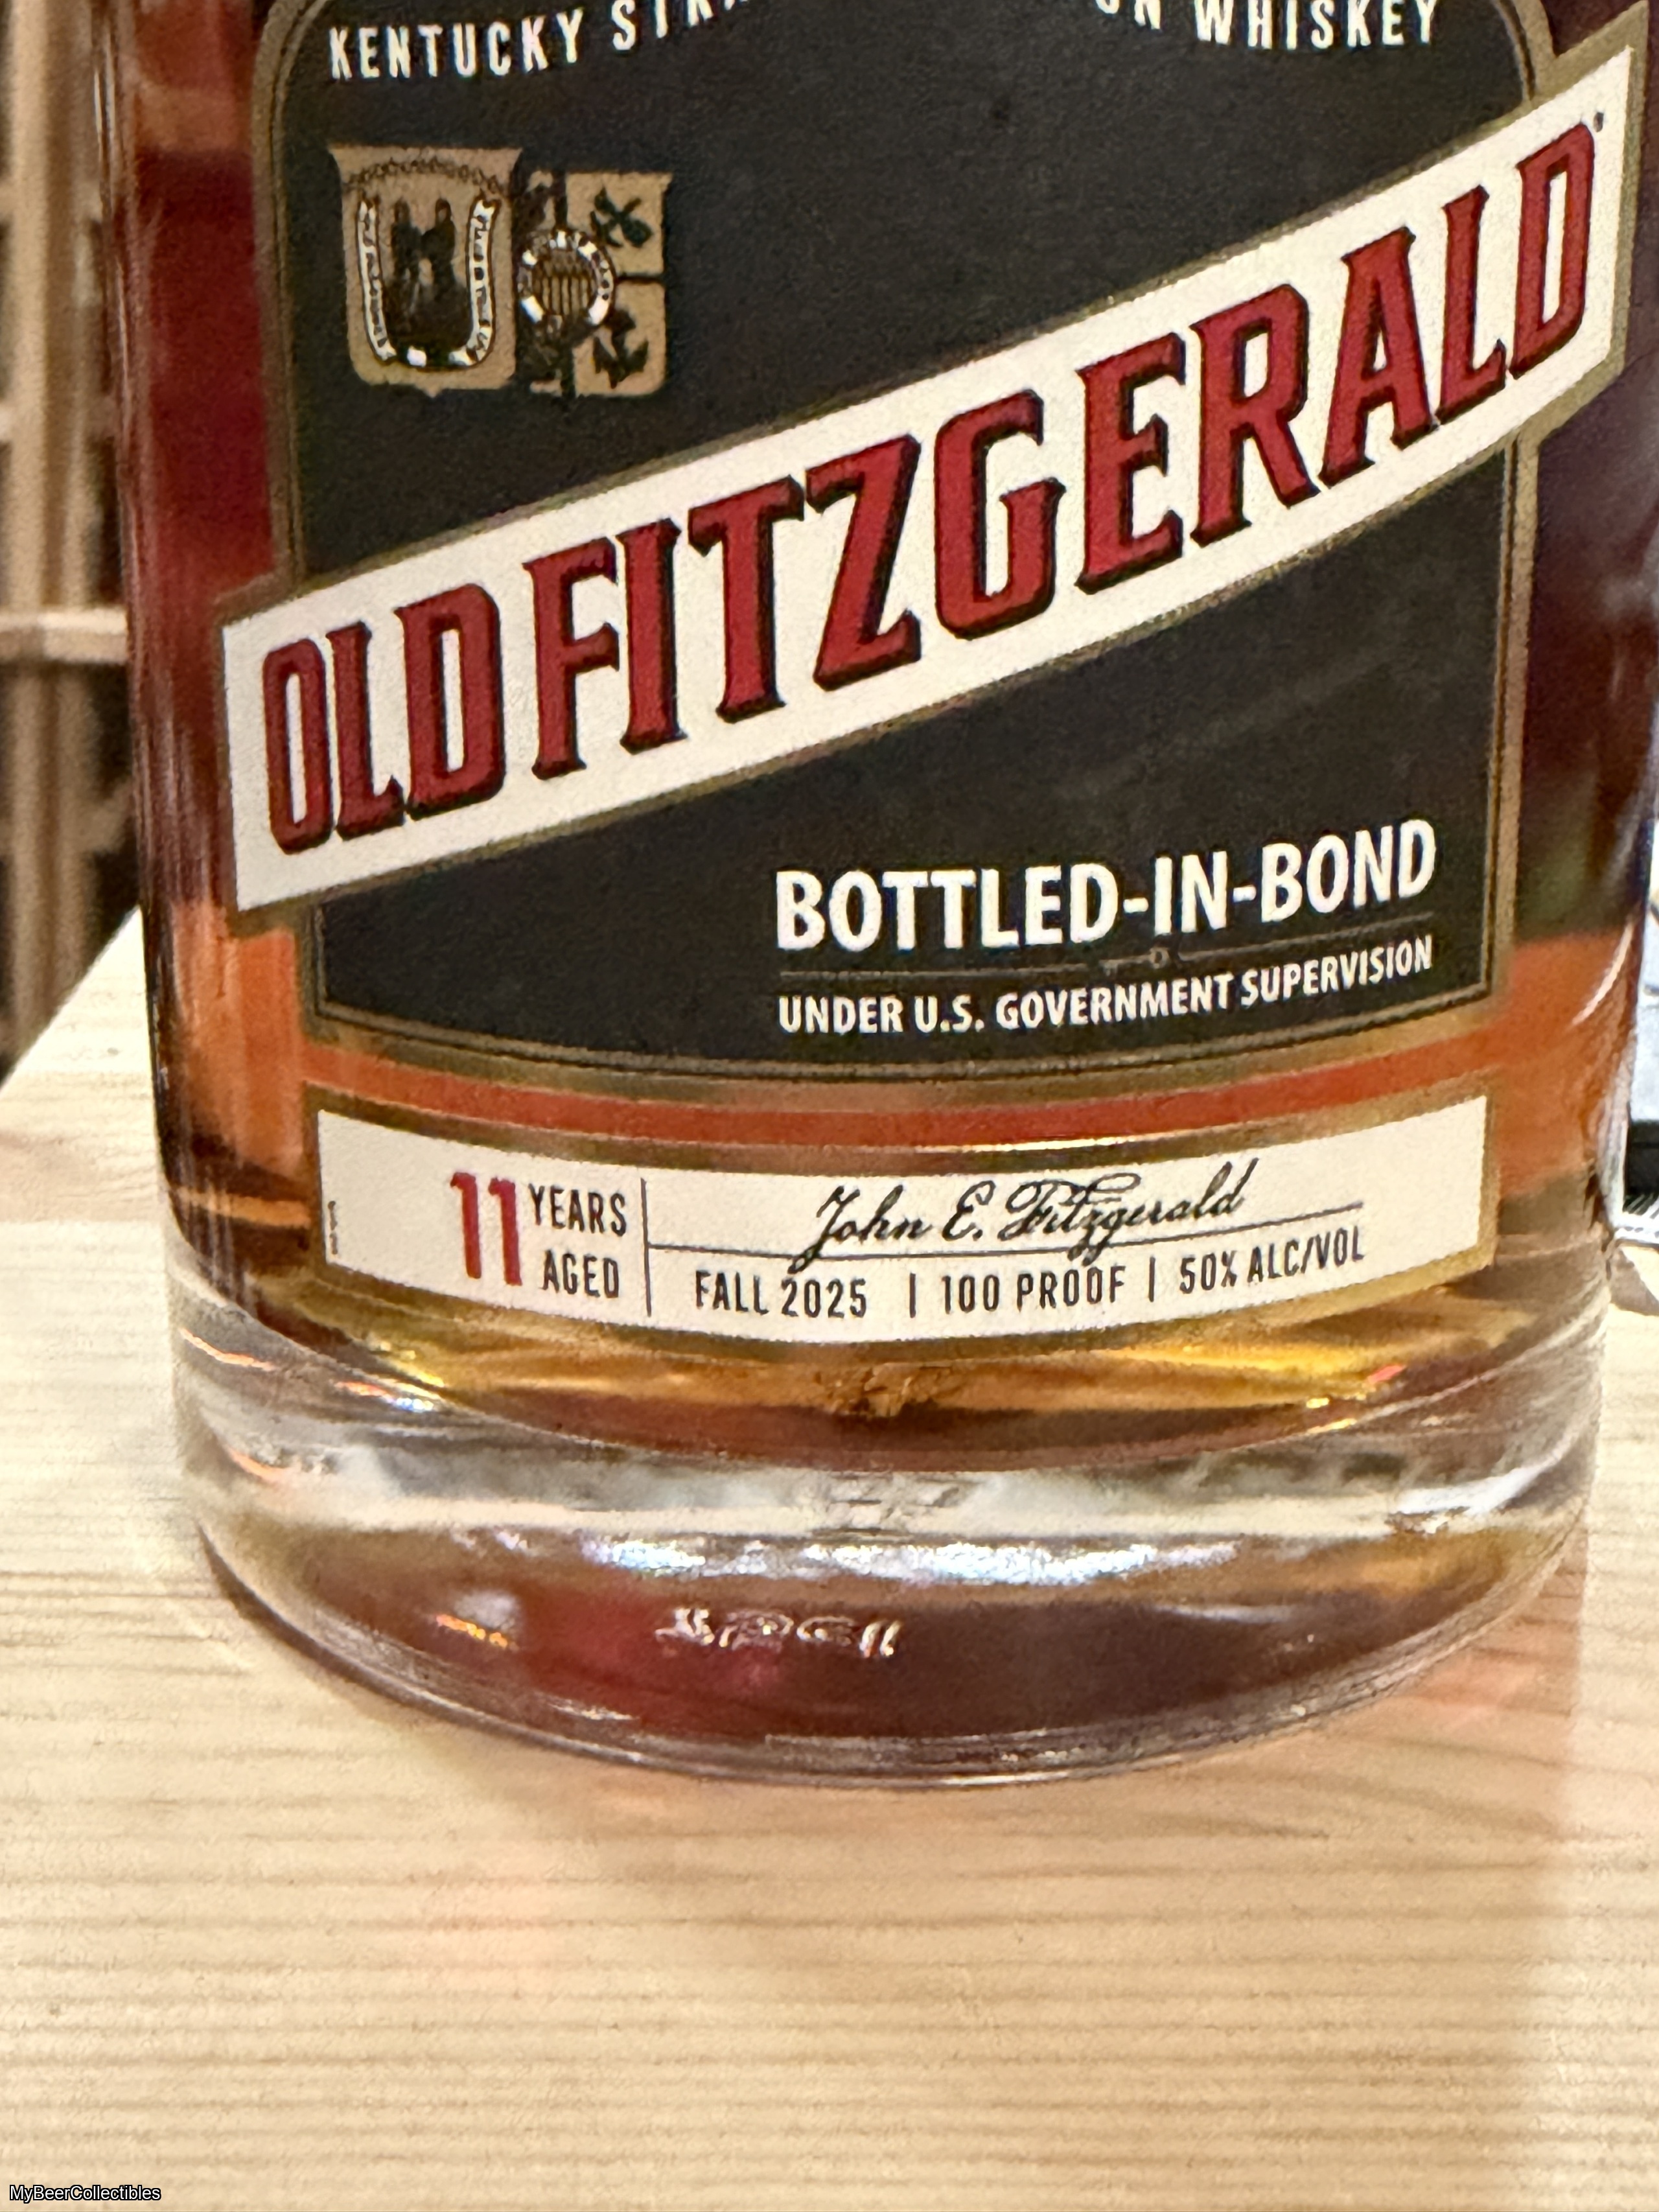 KENTUCKY WHISKEY
OLD FITZGERALD
BOTTLED-IN-BOND
UNDER U.S. GOVERNMENT SUPERVISION
11 YEARS AGED
John E. Fitzgerald
FALL 2025 | 100 PROOF | 50% ALC/VOL
MyBeerCollectibles